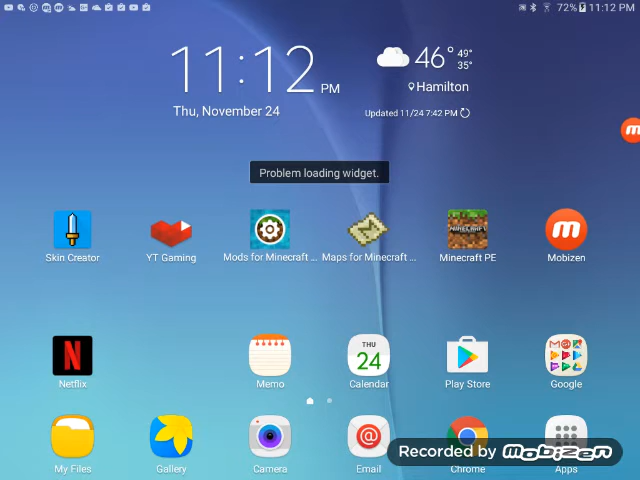 72% 11:12 PM
11:12 PM
46° 49° 35°
Hamilton
Thu, November 24
Updated 11/24 7:42 PM
Problem loading widget.
Skin Creator
YT Gaming
Mods for Minecraft ...
Maps for Minecraft ...
MINECRAFT
Minecraft PE
Mobizen
N
THU
24
Netflix
Memo
Calendar
Play Store
Google
Recorded by Mobizen
My Files
Gallery
Camera
Email
Chrome
Apps